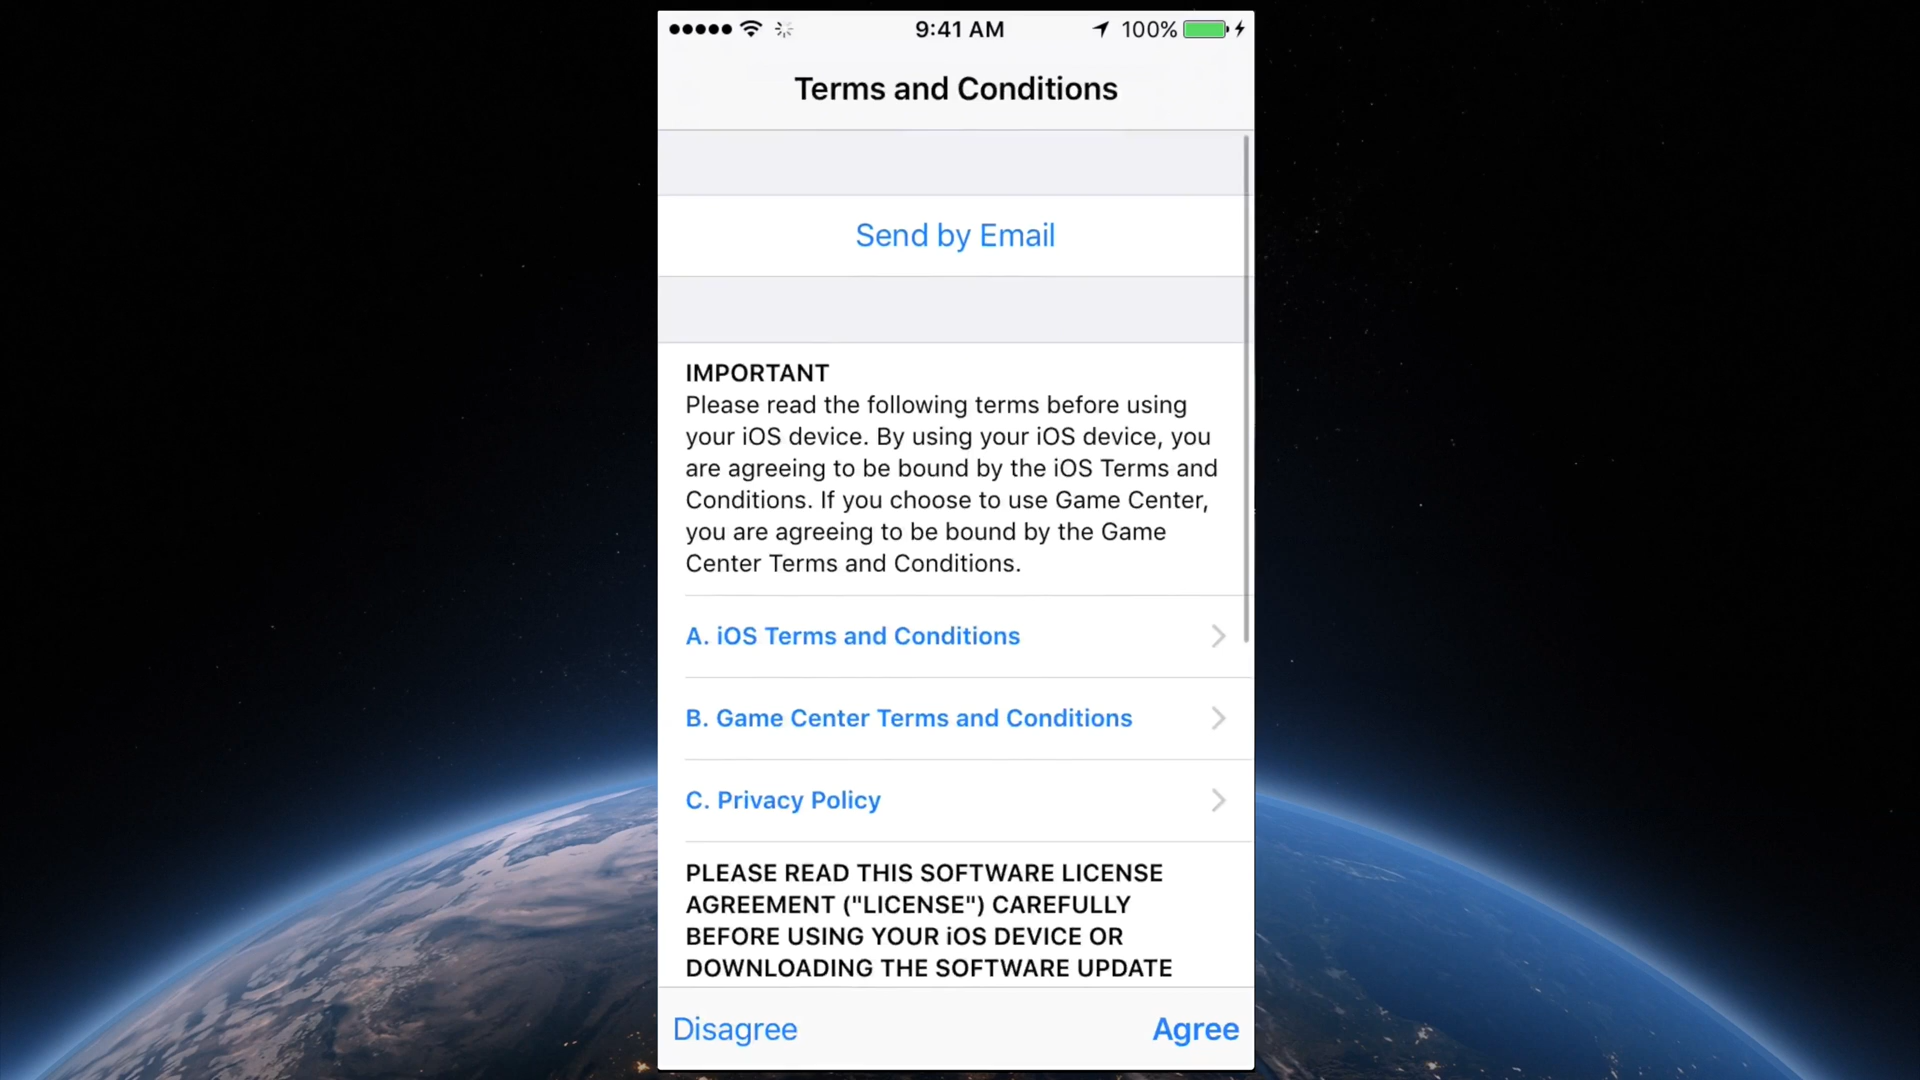 9:41 AM
100%
Terms and Conditions
Send by Email
IMPORTANT
Please read the following terms before using
your iOS device. By using your iOS device, you
are agreeing to be bound by the iOS Terms and
Conditions. If you choose to use Game Center,
you are agreeing to be bound by the Game
Center Terms and Conditions.
A. iOS Terms and Conditions
B. Game Center Terms and Conditions
C. Privacy Policy
PLEASE READ THIS SOFTWARE LICENSE
AGREEMENT ("LICENSE") CAREFULLY
BEFORE USING YOUR iOS DEVICE OR
DOWNLOADING THE SOFTWARE UPDATE
Disagree
Agree